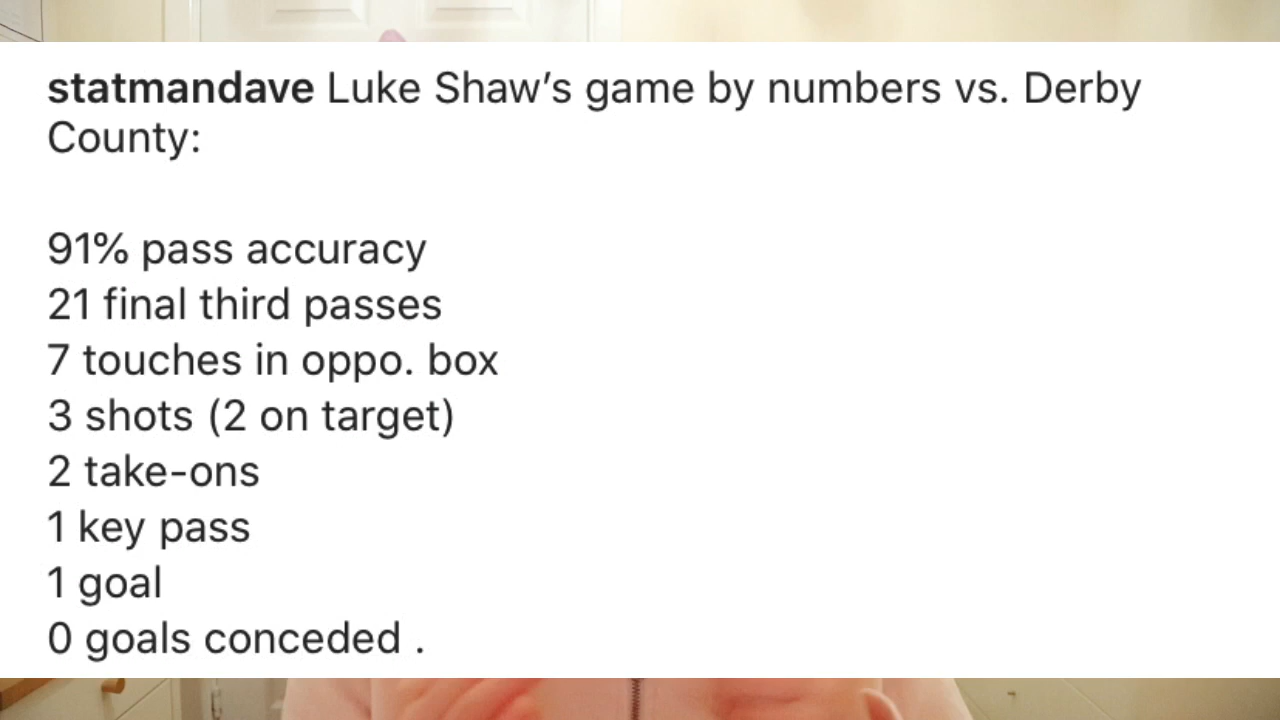 statmandave Luke Shaw’s game by numbers vs. Derby
County:
91% pass accuracy
21 final third passes
7 touches in oppo. box
3 shots (2 on target)
2 take-ons
1 key pass
1 goal
0 goals conceded .